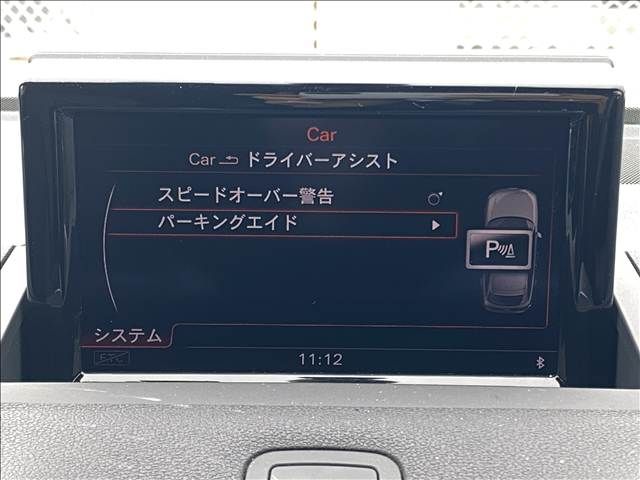 Car
Car ドライバーアシスト
スピードオーバー警告
パーキングエイド
P
システム
ETC
11:12